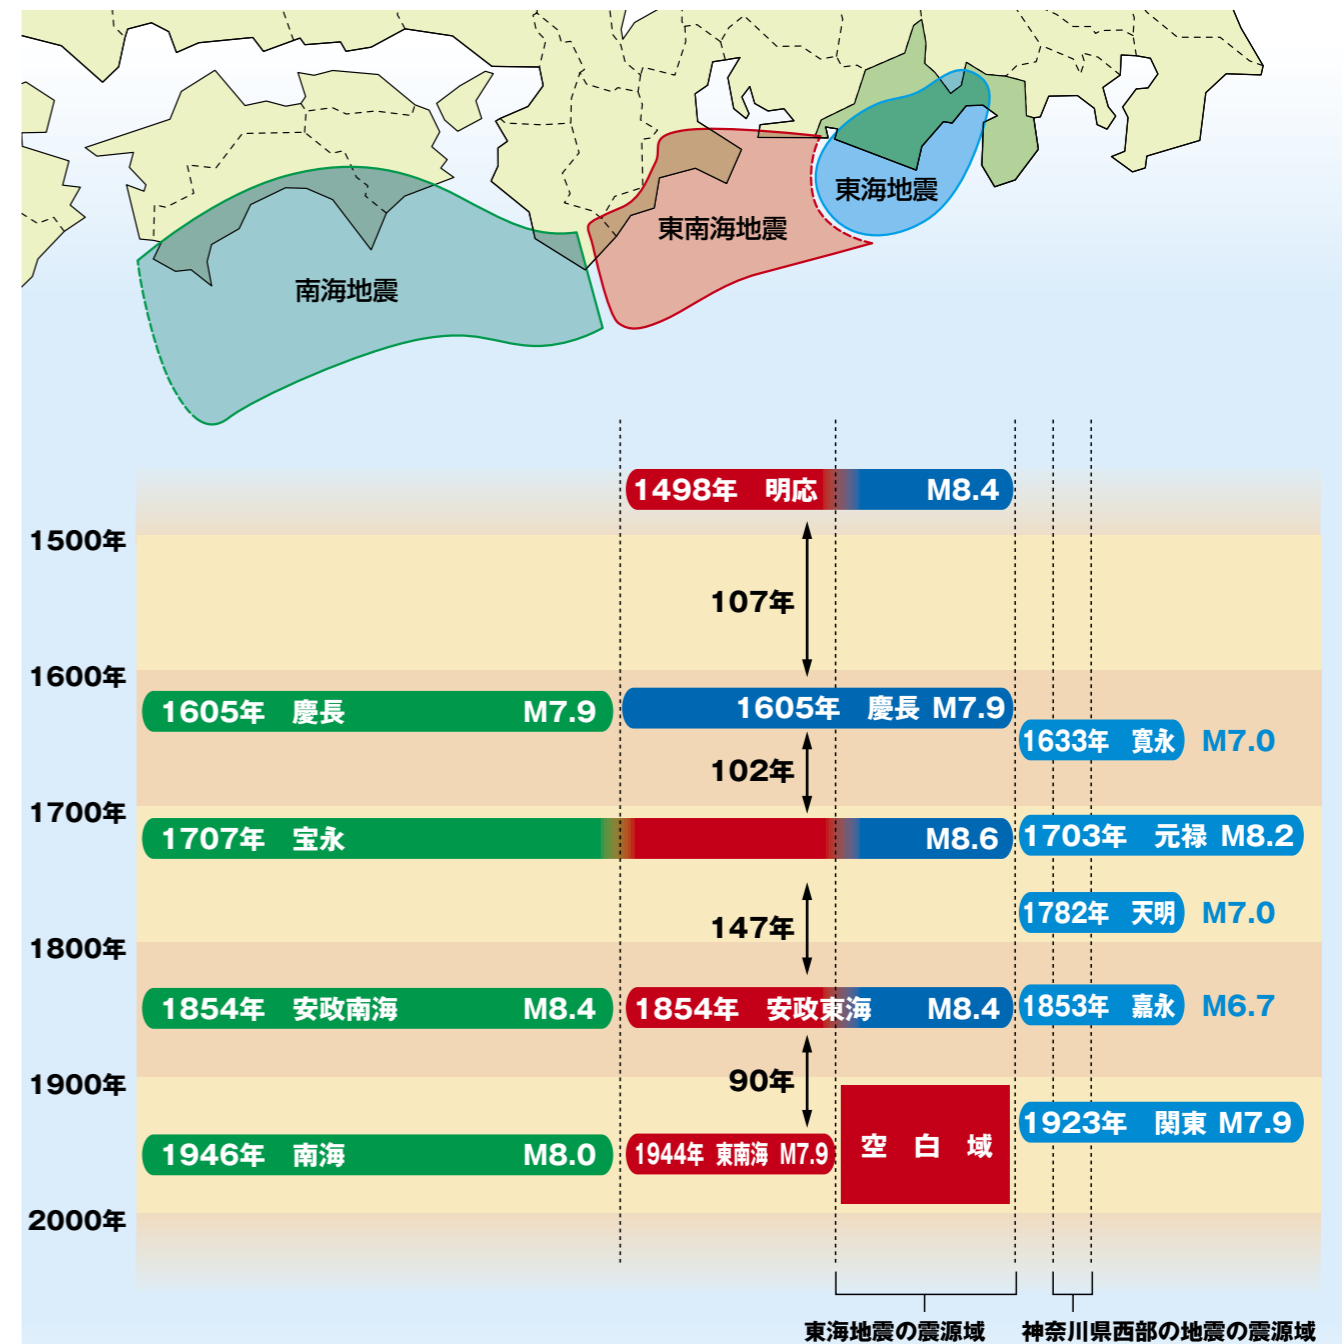 東海地震
東南海地震
南海地震
1498年 明応 M8.4
1500年
107年
1600年
1605年 慶長 M7.9
1605年 慶長 M7.9
1633年 寛永 M7.0
102年
1700年
1707年 宝永 M8.6
1703年 元禄 M8.2
1782年 天明 M7.0
147年
1800年
1854年 安政南海 M8.4
1854年 安政東海 M8.4
1853年 嘉永 M6.7
90年
1900年
1923年 関東 M7.9
1946年 南海 M8.0
1944年 東南海 M7.9
空白域
2000年
東海地震の震源域
神奈川県西部の地震の震源域